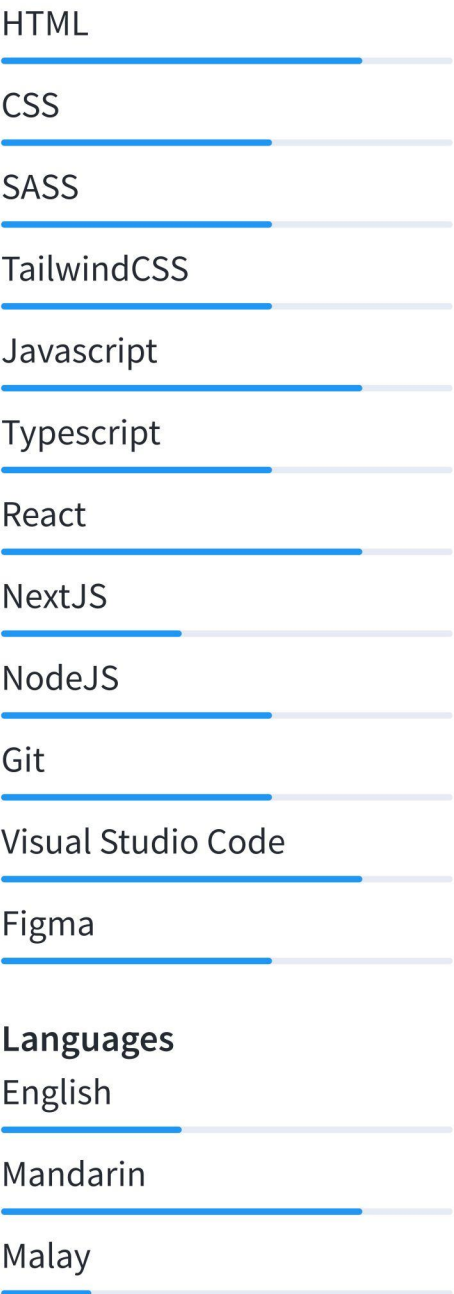 HTML
CSS
SASS
TailwindCSS
Javascript
Typescript
React
NextJS
NodeJS
Git
Visual Studio Code
Figma
Languages
English
Mandarin
Malay